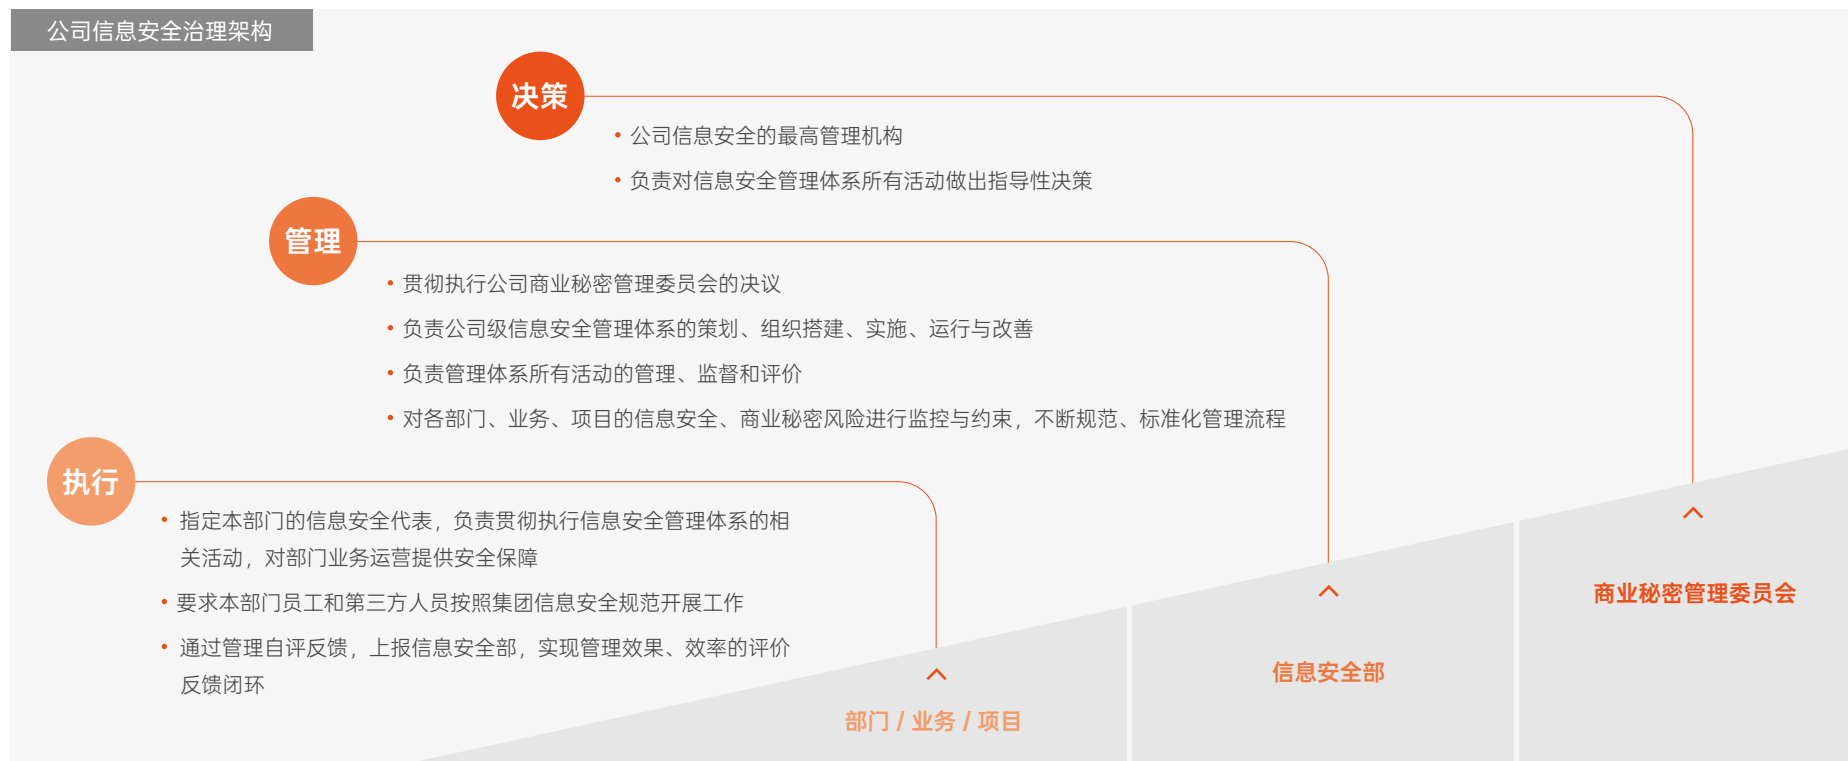 公司信息安全治理架构
决策
• 公司信息安全的最高管理机构
• 负责对信息安全管理体系所有活动做出指导性决策
管理
• 贯彻执行公司商业秘密管理委员会的决议
• 负责公司级信息安全管理体系的策划、组织搭建、实施、运行与改善
• 负责管理体系所有活动的管理、监督和评价
• 对各部门、业务、项目的信息安全、商业秘密风险进行监控与约束，不断规范、标准化管理流程
执行
• 指定本部门的信息安全代表，负责贯彻执行信息安全管理体系的相
关活动，对部门业务运营提供安全保障
• 要求本部门员工和第三方人员按照集团信息安全规范开展工作
• 通过管理自评反馈，上报信息安全部，实现管理效果、效率的评价
反馈闭环
部门 / 业务 / 项目
信息安全部
商业秘密管理委员会